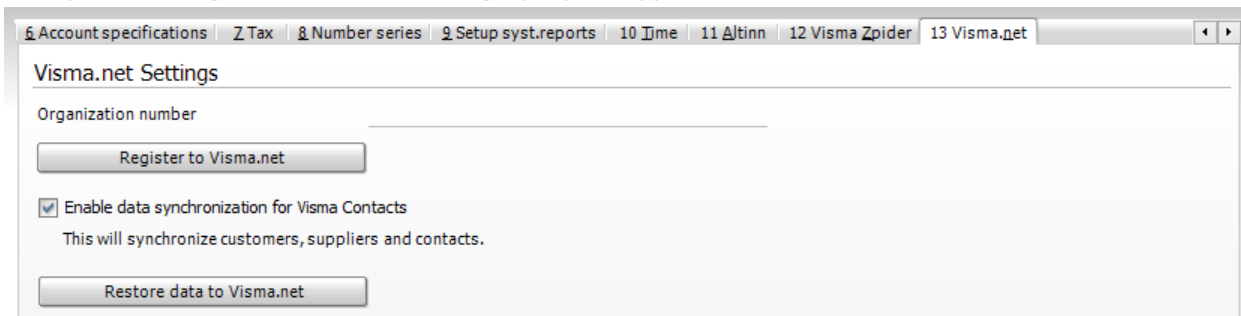 6 Account specifications 7 Tax 8 Number series 9 Setup syst.reports 10 Time 11 Altinn 12 Visma Zpider 13 Visma.net
Visma.net Settings
Organization number
Register to Visma.net
Enable data synchronization for Visma Contacts
This will synchronize customers, suppliers and contacts.
Restore data to Visma.net